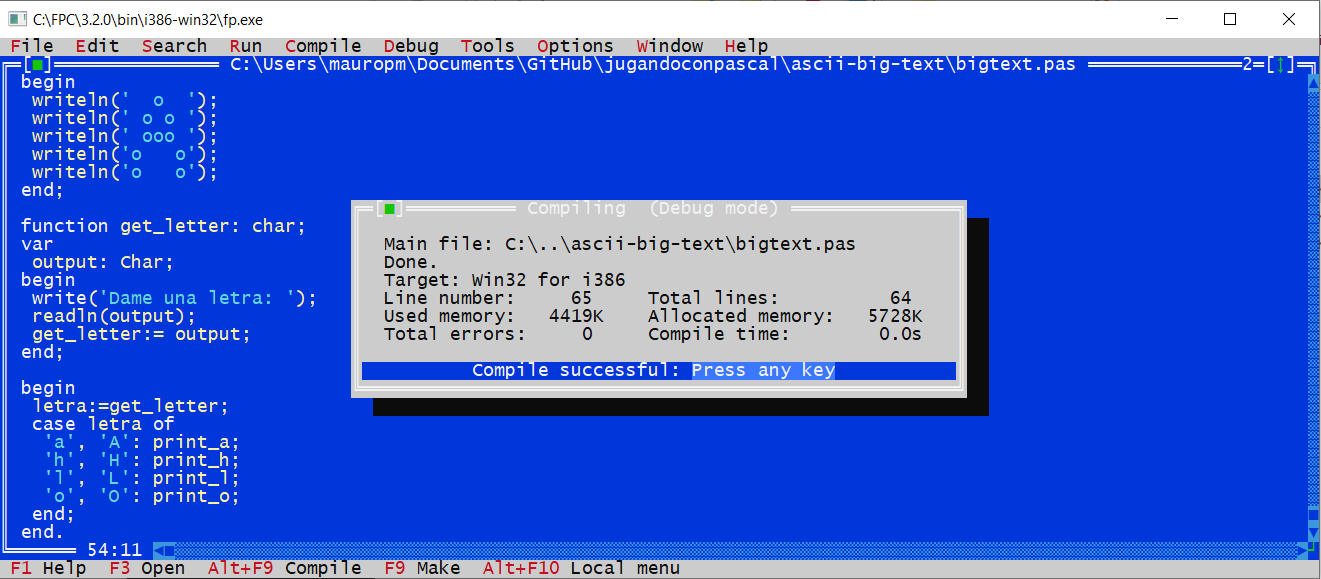 C:\FPC\3.2.0\bin\i386-win32\fp.exe
File Edit Search Run Compile Debug Tools Options Window Help
C:\Users\mauropm\Documents\GitHub\jugandoconpascal\ascii-big-text\bigtext.pas 2=[↕]
begin
writeln('  o  ');
writeln(' o o ');
writeln(' ooo ');
writeln('o   o');
writeln('o   o');
end;
function get_letter: char;
var
output: Char;
begin
write('Dame una letra: ');
readln(output);
get_letter:= output;
end;
begin
letra:=get_letter;
case letra of
'a', 'A': print_a;
'h', 'H': print_h;
'l', 'L': print_l;
'o', 'O': print_o;
end;
end.
Compiling (Debug mode)
Main file: C:\..\ascii-big-text\bigtext.pas
Done.
Target: Win32 for i386
Line number: 65 Total lines: 64
Used memory: 4419K Allocated memory: 5728K
Total errors: 0 Compile time: 0.0s
Compile successful: Press any key
54:11
F1 Help F3 Open Alt+F9 Compile F9 Make Alt+F10 Local menu